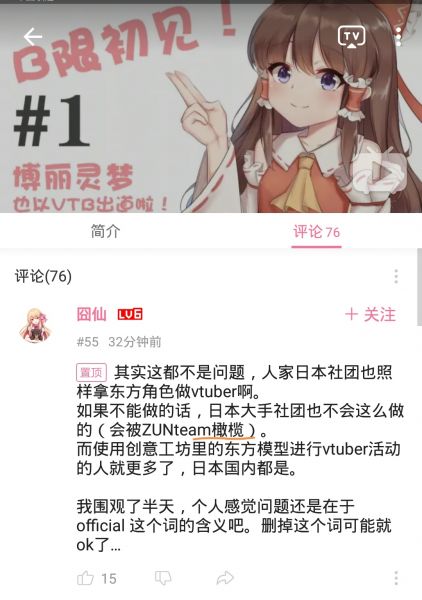 TV
B限初见！
#1
博丽灵梦
也以VTB出道啦！
简介
评论 76
评论(76)
囧仙 LV6
+ 关注
#55 32分钟前
置顶 其实这都不是问题，人家日本社团也照
样拿东方角色做vtuber啊。
如果不能做的话，日本大手社团也不会这么做
的（会被ZUNteam橄榄）。
而使用创意工坊里的东方模型进行vtuber活动
的人就更多了，日本国内都是。
我围观了半天，个人感觉问题还是在于
official 这个词的含义吧。删掉这个词可能就
ok了...
15